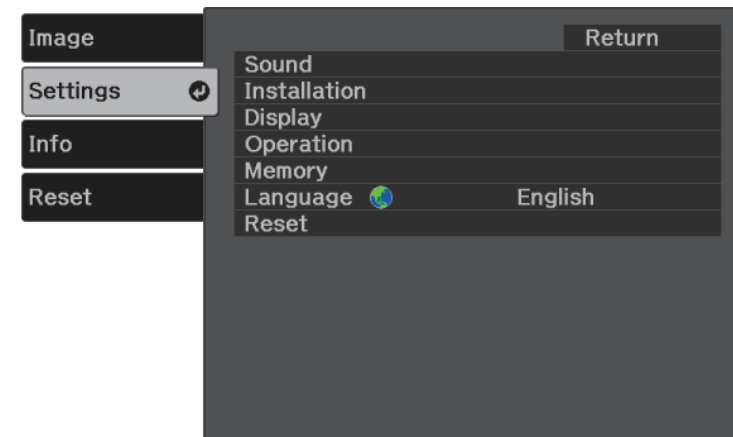 Image
Settings
Info
Reset
Return
Sound
Installation
Display
Operation
Memory
Language English
Reset